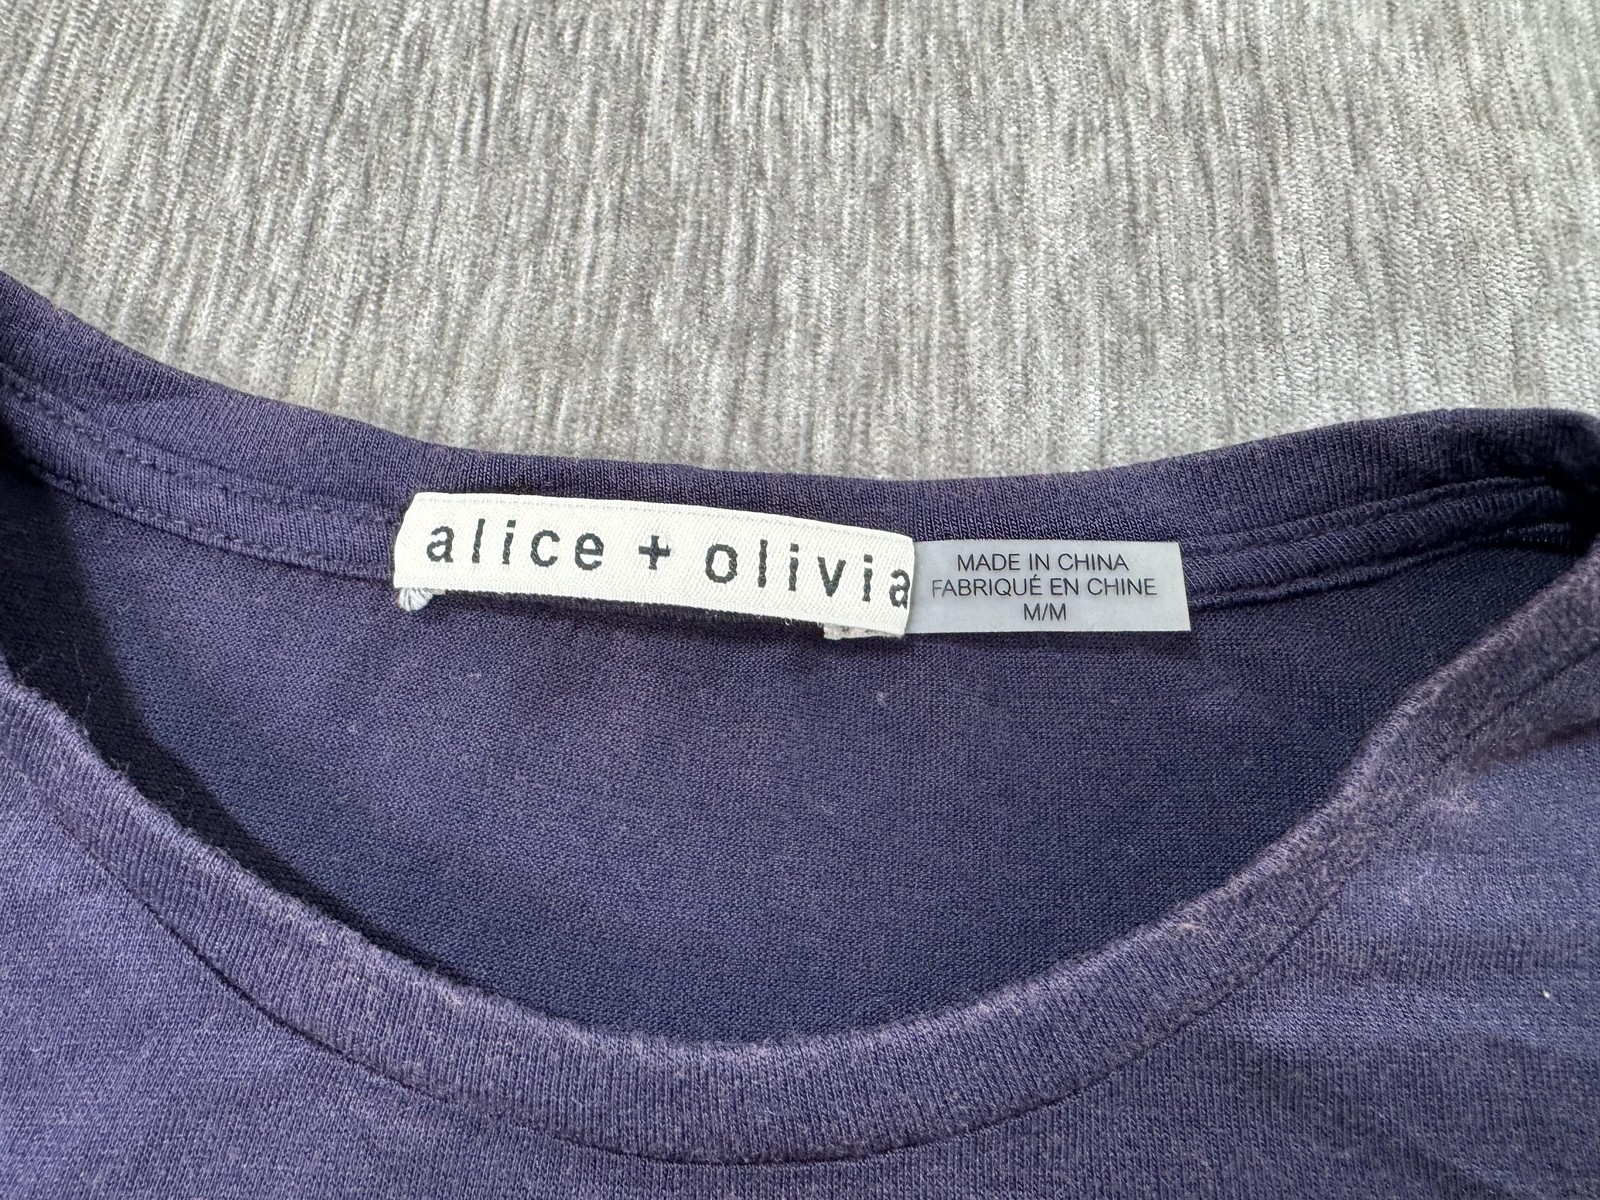 alice + olivia
MADE IN CHINA
FABRIQUÉ EN CHINE
M/M